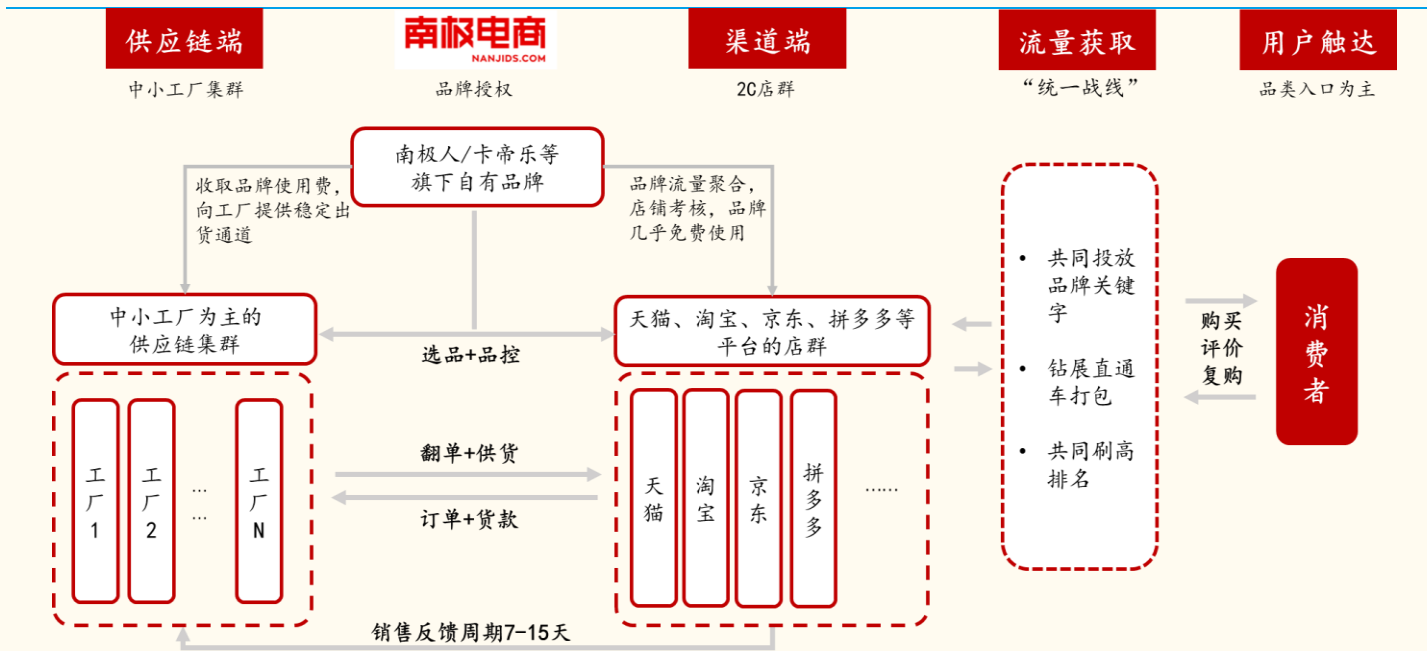 供应链端
中小工厂集群
南极电商
NANJIDS.COM
品牌授权
渠道端
2C店群
流量获取
“统一战线”
用户触达
品类入口为主
南极人/卡帝乐等
旗下自有品牌
收取品牌使用费，
向工厂提供稳定出
货通道
品牌流量聚合，
店铺考核，品牌
几乎免费使用
中小工厂为主的
供应链集群
选品+品控
天猫、淘宝、京东、拼多多等
平台的店群
工厂1
工厂2
…
…
工厂N
翻单+供货
订单+货款
天猫
淘宝
京东
拼多多
……
销售反馈周期7-15天
• 共同投放
品牌关键
字
• 钻展直通
车打包
• 共同刷高
排名
购买
评价
复购
消费者